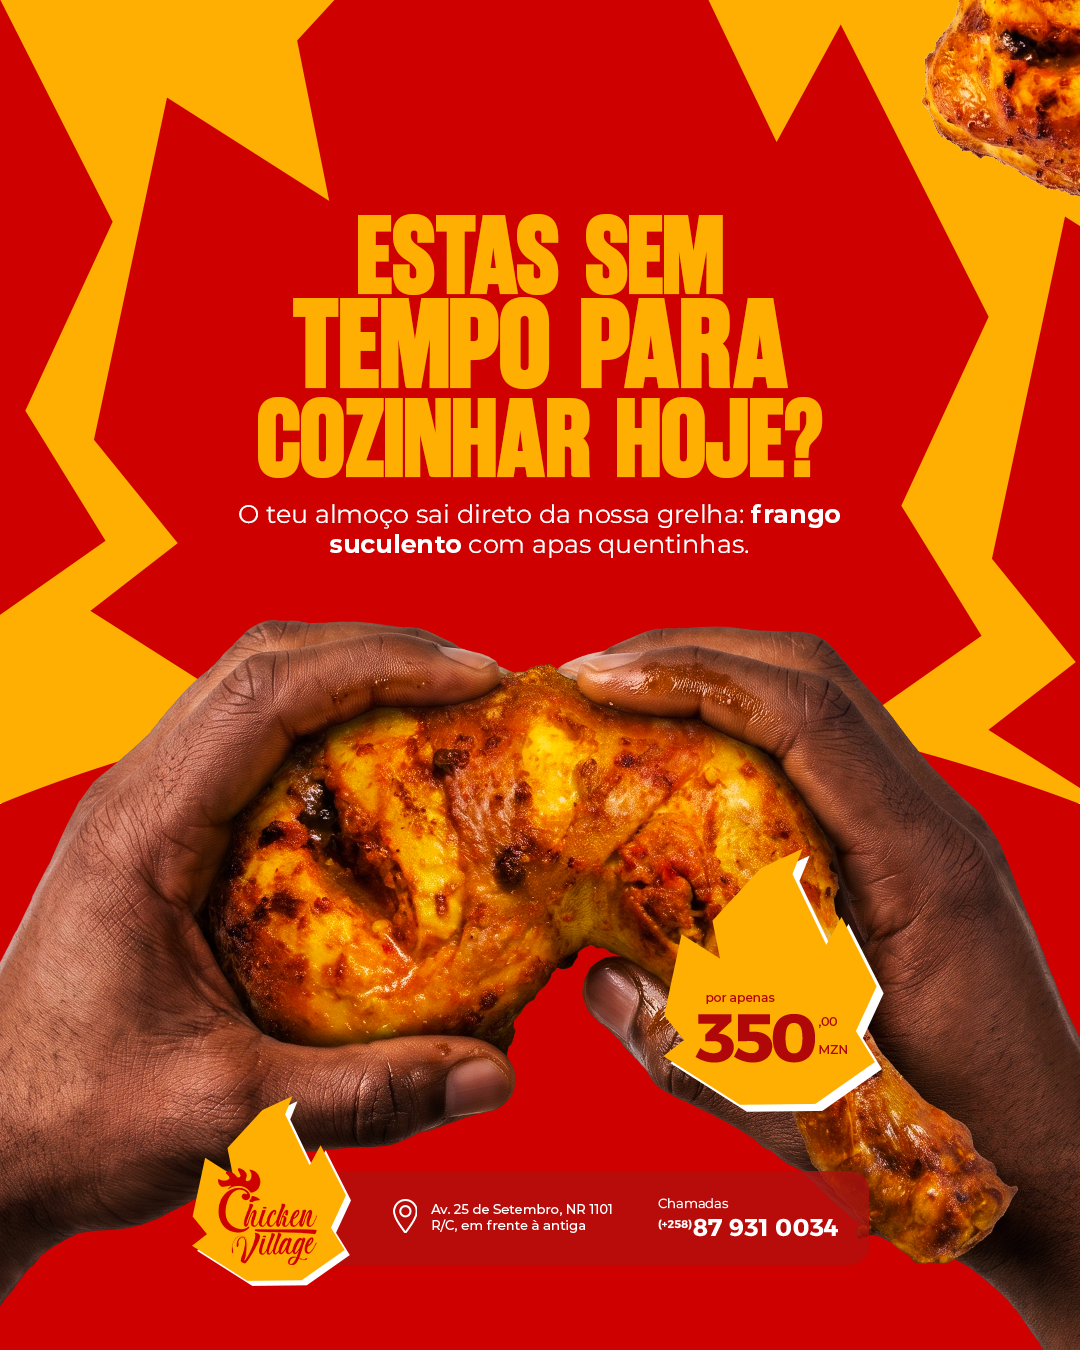 ESTAS SEM
TEMPO PARA
COZINHAR HOJE?
O teu almoço sai direto da nossa grelha: frango
suculento com apas quentinhas.
por apenas
350,00
MZN
Chicken
Village
Av. 25 de Setembro, NR 1101
R/C, em frente à antiga
Chamadas
(+258)87 931 0034